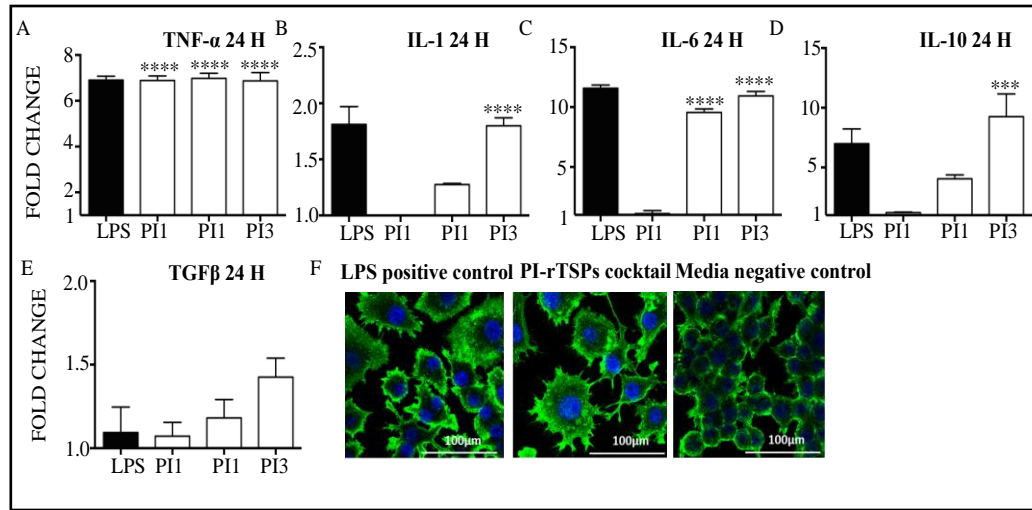 A TNF-α 24 H
B IL-1 24 H
C IL-6 24 H
D IL-10 24 H
FOLD CHANGE
8
6
4
2
1
****
****
****
LPS PI1 PI1 PI3
2.5
2.0
1.5
1.0
****
LPS PI1 PI1 PI3
15
10
5
1
****
****
LPS PI1 PI1 PI3
15
10
5
1
***
LPS PI1 PI1 PI3
E TGFβ 24 H
FOLD CHANGE
2.0
1.5
1.0
LPS PI1 PI1 PI3
F LPS positive control PI-rTSPs cocktail Media negative control
100μm
100μm
100μm